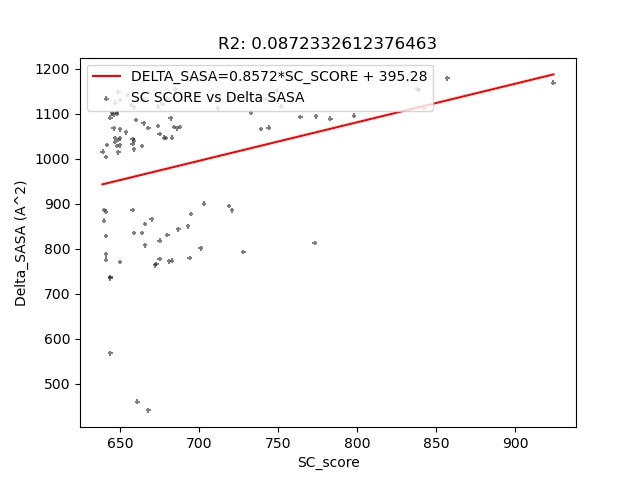 R2: 0.0872332612376463
DELTA_SASA=0.8572*SC_SCORE + 395.28
SC SCORE vs Delta SASA
Delta_SASA (A^2)
1200
1100
1000
900
800
700
600
500
650 700 750 800 850 900
SC_score